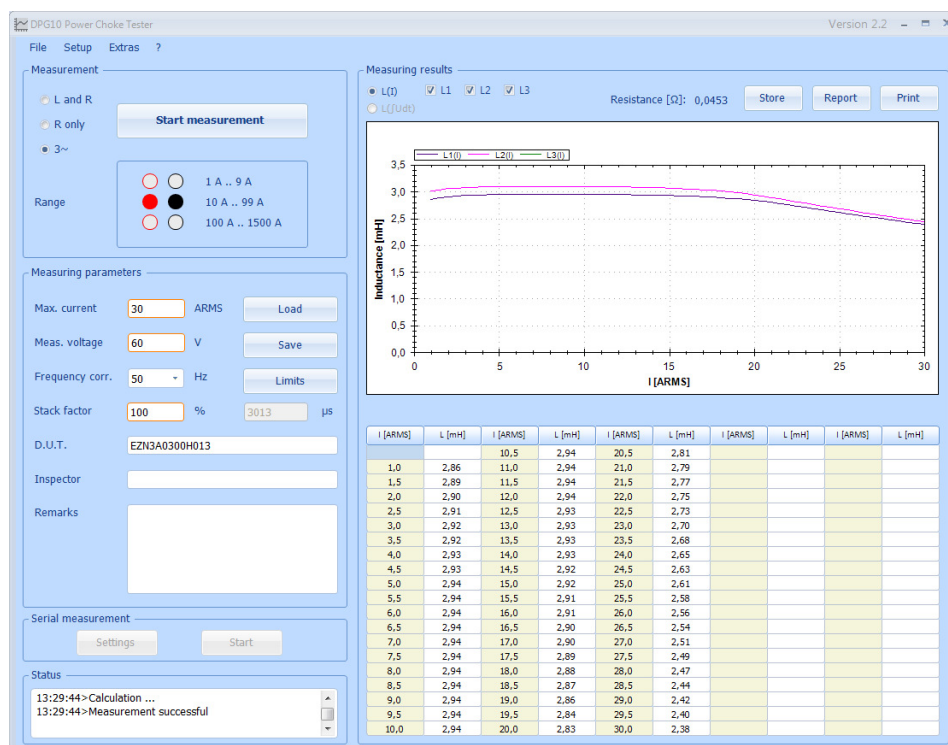 DPG10 Power Choke Tester
Version 2.2
File Setup Extras ?
Measurement
L and R
R only
3~
Start measurement
Range
1 A .. 9 A
10 A .. 99 A
100 A .. 1500 A
Measuring parameters
Max. current 30 ARMS Load
Meas. voltage 60 V Save
Frequency corr. 50 Hz Limits
Stack factor 100 % 3013 µs
D.U.T. EZN3A0300H013
Inspector
Remarks
Serial measurement
Settings Start
Status
13:29:44>Calculation ...
13:29:44>Measurement successful
Measuring results
L(I) L1 L2 L3
L(∫Udt)
Resistance [Ω]: 0,0453 Store Report Print
L1(I) L2(I) L3(I)
Inductance [mH]
3,5
3,0
2,5
2,0
1,5
1,0
0,5
0,0
0 5 10 15 20 25 30
I [ARMS]
I [ARMS] L [mH] I [ARMS] L [mH] I [ARMS] L [mH] I [ARMS] L [mH] I [ARMS] L [mH]
10,5 2,94 20,5 2,81
1,0 2,86 11,0 2,94 21,0 2,79
1,5 2,89 11,5 2,94 21,5 2,77
2,0 2,90 12,0 2,94 22,0 2,75
2,5 2,91 12,5 2,93 22,5 2,73
3,0 2,92 13,0 2,93 23,0 2,70
3,5 2,92 13,5 2,93 23,5 2,68
4,0 2,93 14,0 2,93 24,0 2,65
4,5 2,93 14,5 2,92 24,5 2,63
5,0 2,94 15,0 2,92 25,0 2,61
5,5 2,94 15,5 2,91 25,5 2,58
6,0 2,94 16,0 2,91 26,0 2,56
6,5 2,94 16,5 2,90 26,5 2,54
7,0 2,94 17,0 2,90 27,0 2,51
7,5 2,94 17,5 2,89 27,5 2,49
8,0 2,94 18,0 2,88 28,0 2,47
8,5 2,94 18,5 2,87 28,5 2,44
9,0 2,94 19,0 2,86 29,0 2,42
9,5 2,94 19,5 2,84 29,5 2,40
10,0 2,94 20,0 2,83 30,0 2,38